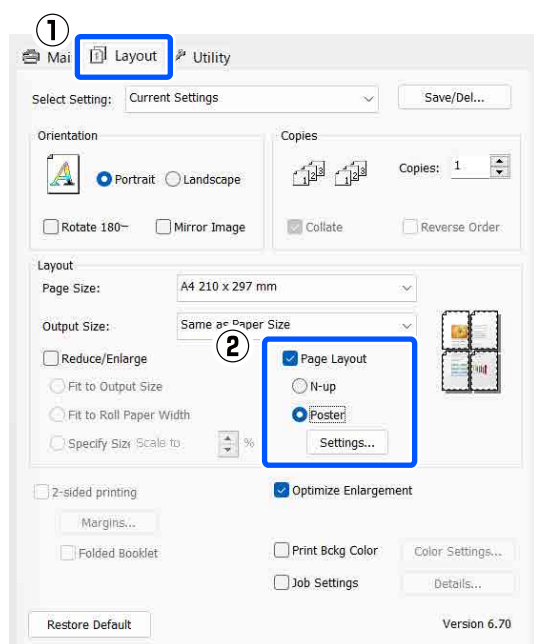 ①
Mai Layout Utility
Select Setting: Current Settings Save/Del...
Orientation Copies
Portrait Landscape Copies: 1
Rotate 180~ Mirror Image Collate Reverse Order
Layout
Page Size: A4 210 x 297 mm
Output Size: Same as Paper Size
②
Reduce/Enlarge Page Layout
Fit to Output Size N-up
Fit to Roll Paper Width Poster
Specify Size Scale to % Settings...
2-sided printing Optimize Enlargement
Margins...
Folded Booklet Print Bckg Color Color Settings...
Job Settings Details...
Restore Default Version 6.70